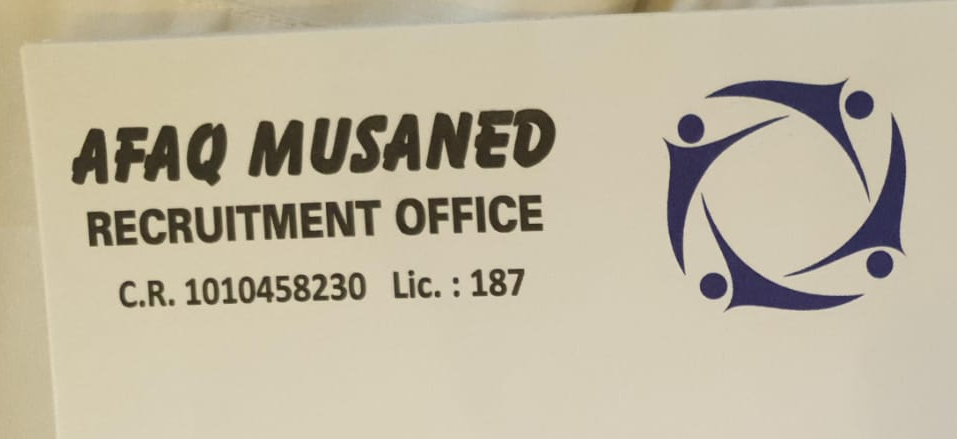 AFAQ MUSANED
RECRUITMENT OFFICE
C.R. 1010458230 Lic. : 187